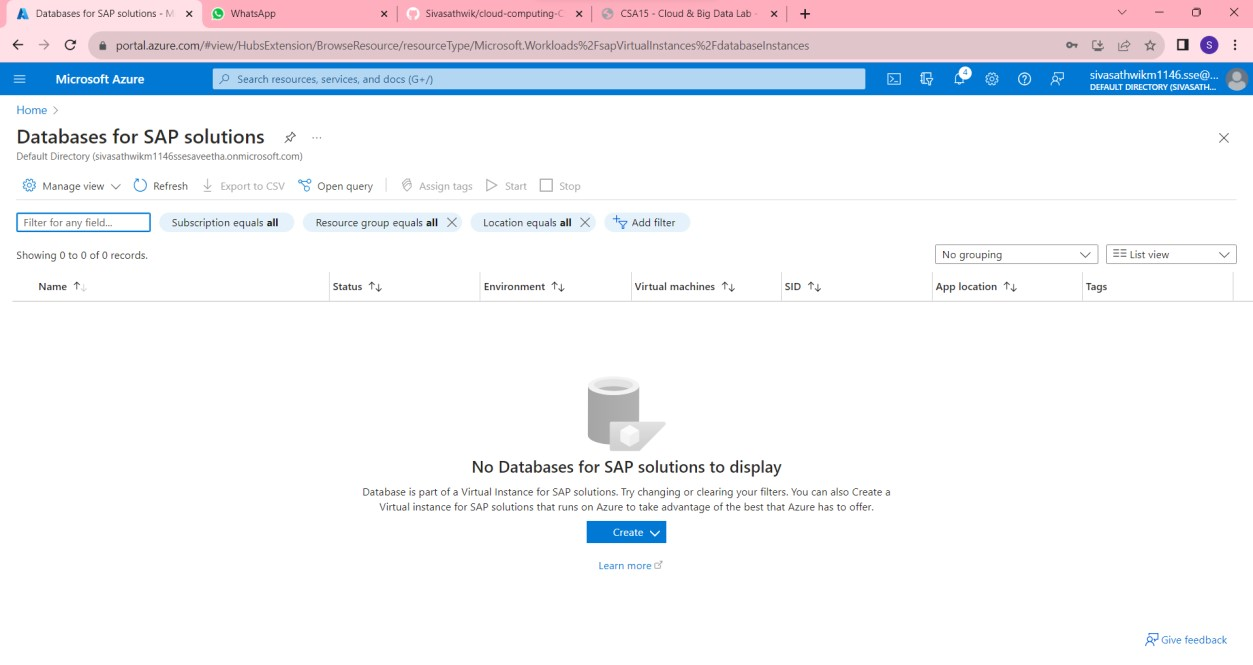 Databases for SAP solutions - M
WhatsApp
Sivasathwik/cloud-computing-C
CSA15 - Cloud & Big Data Lab -
portal.azure.com/#view/HubsExtension/BrowseResource/resourceType/Microsoft.Workloads%2FsapVirtualInstances%2FdatabaseInstances
S
Microsoft Azure
Search resources, services, and docs (G+/)
4
sivasathwikm1146.sse@...
DEFAULT DIRECTORY (SIVASATH...
Home >
Databases for SAP solutions ...
Default Directory (sivasathwikm1146ssesaveetha.onmicrosoft.com)
Manage view Refresh Export to CSV Open query Assign tags Start Stop
Filter for any field... Subscription equals all Resource group equals all Location equals all Add filter
Showing 0 to 0 of 0 records. No grouping List view
Name Status Environment Virtual machines SID App location Tags
No Databases for SAP solutions to display
Database is part of a Virtual Instance for SAP solutions. Try changing or clearing your filters. You can also Create a
Virtual instance for SAP solutions that runs on Azure to take advantage of the best that Azure has to offer.
Create
Learn more
Give feedback